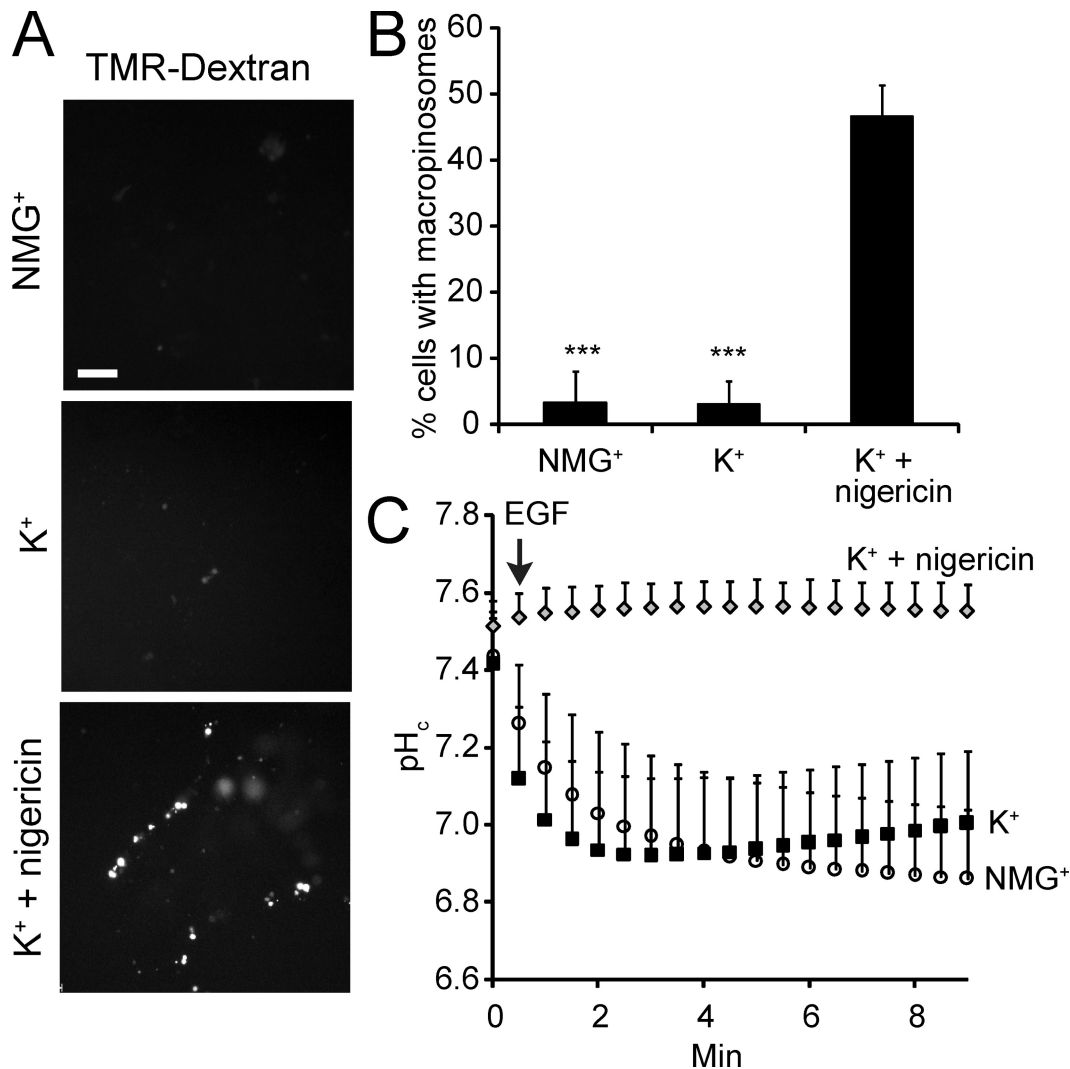 A
TMR-Dextran
NMG⁺
K⁺
K⁺ + nigericin
B
% cells with macropinosomes
60
50
40
30
20
10
0
***
***
NMG⁺
K⁺
K⁺ +
nigericin
C
pHc
7.8
7.6
7.4
7.2
7.0
6.8
6.6
EGF
K⁺ + nigericin
K⁺
NMG⁺
0 2 4 6 8
Min